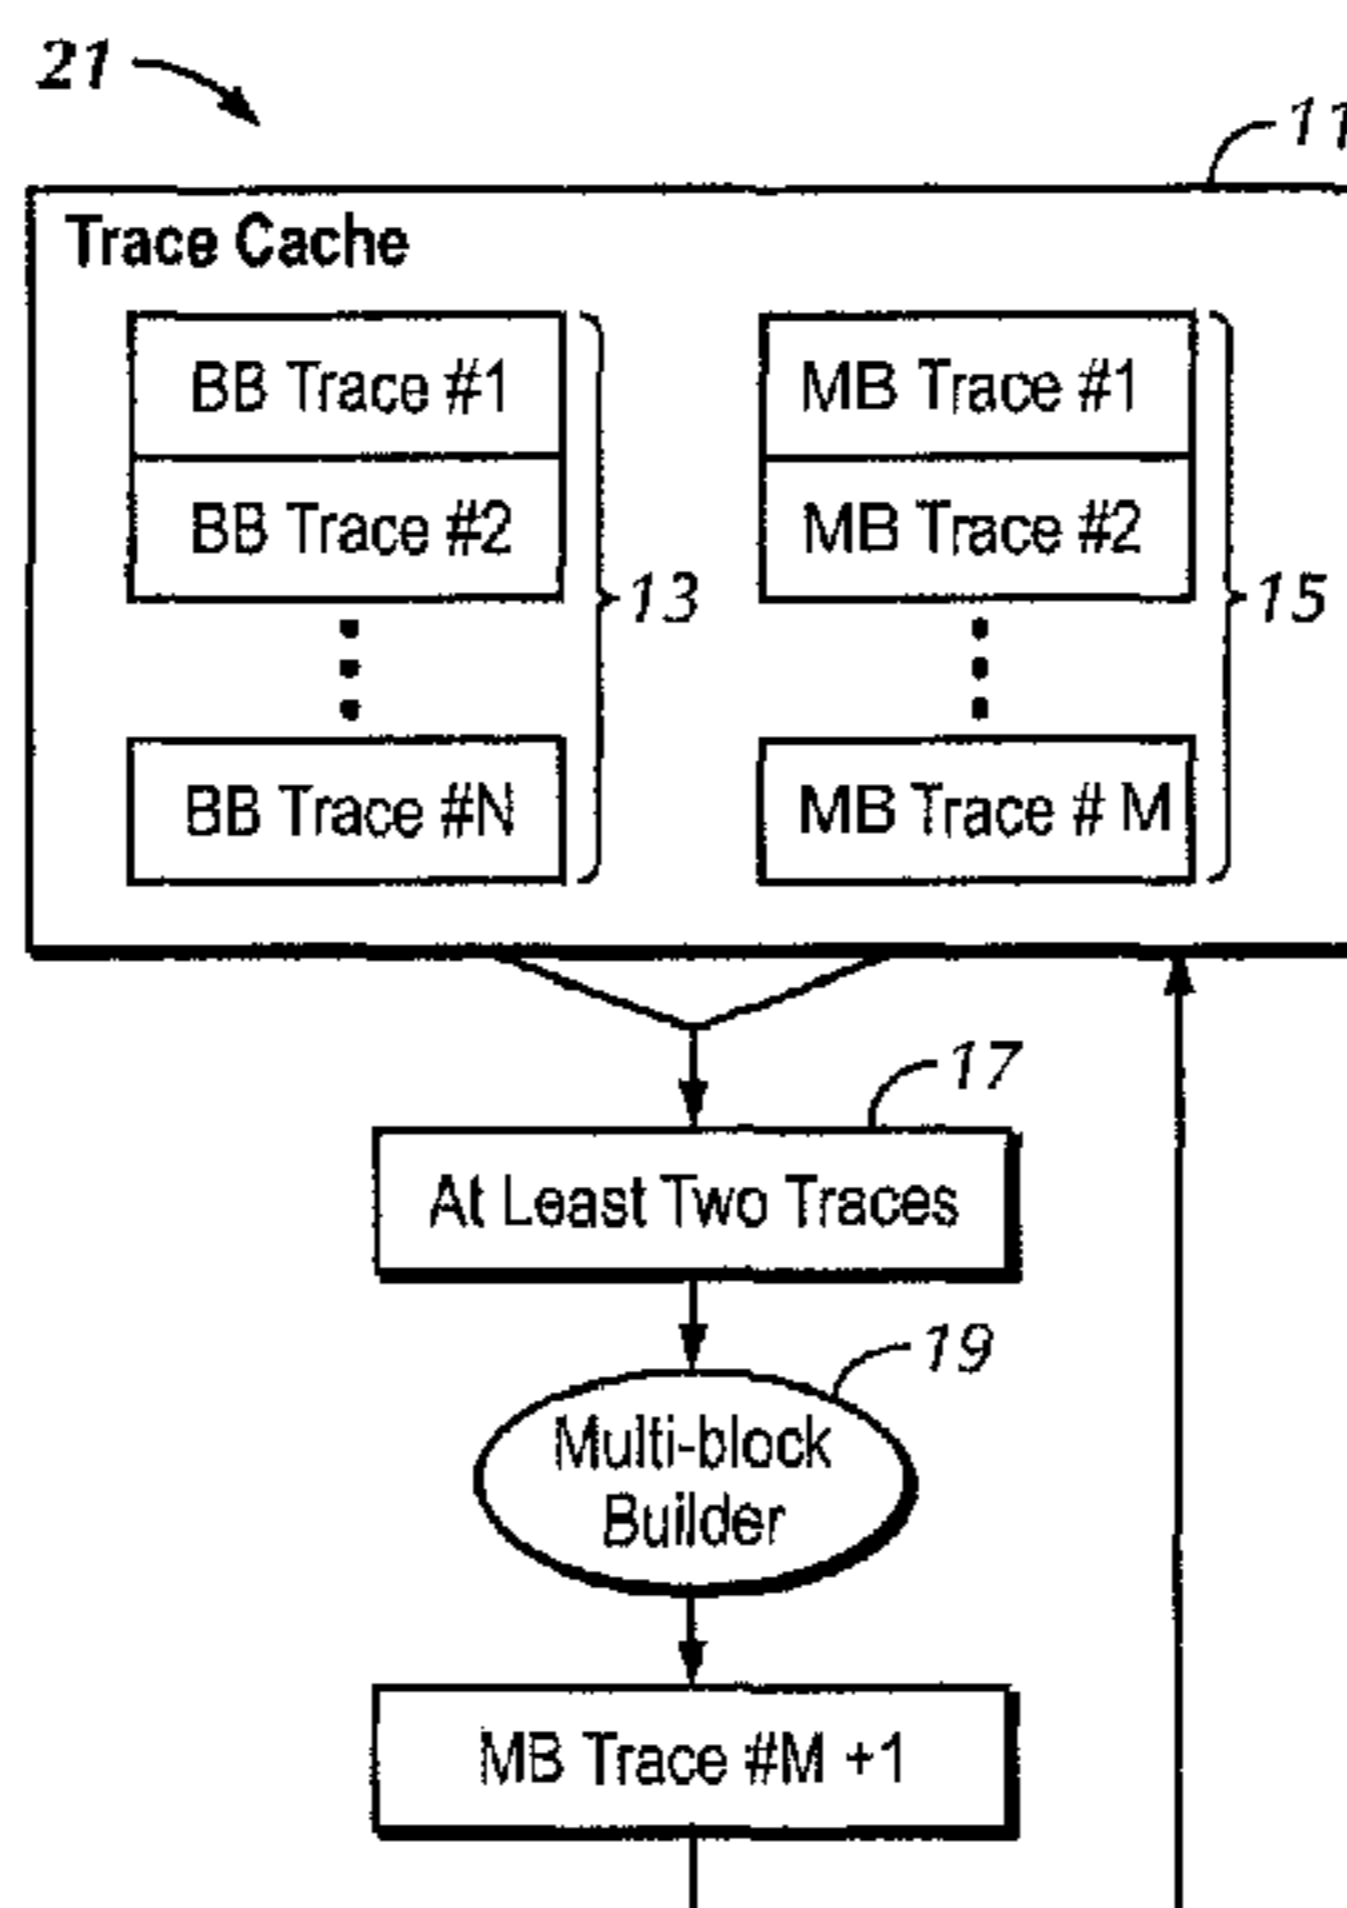 21
11
Trace Cache
BB Trace #1
BB Trace #2
BB Trace #N
13
MB Trace #1
MB Trace #2
MB Trace # M
15
17
At Least Two Traces
19
Multi-block
Builder
MB Trace #M +1